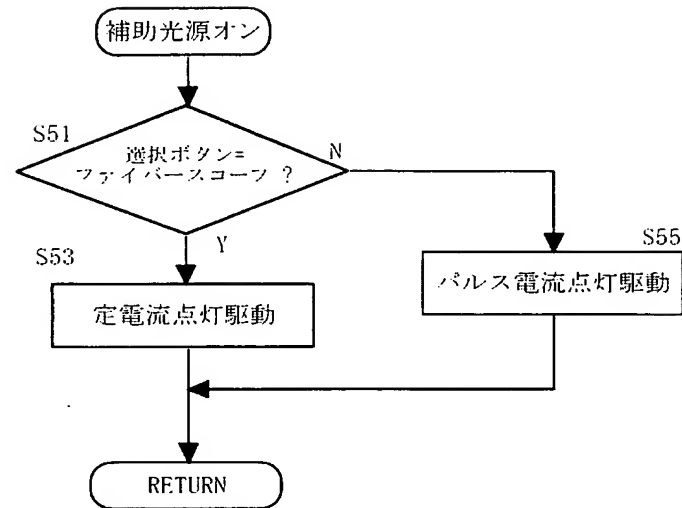 補助光源オン
S51
選択ボタン=
ファイバースコープ ?
N
Y
S53
S55
定電流点灯駆動
パルス電流点灯駆動
RETURN